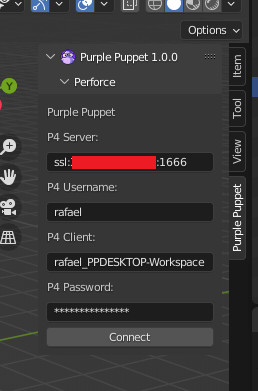 Options
Purple Puppet 1.0.0
Perforce
Purple Puppet
P4 Server:
ssl: :1666
P4 Username:
rafael
P4 Client:
rafael_PPDESKTOP-Workspace
P4 Password:
***************
Connect
Item
Tool
View
Purple Puppet
Y